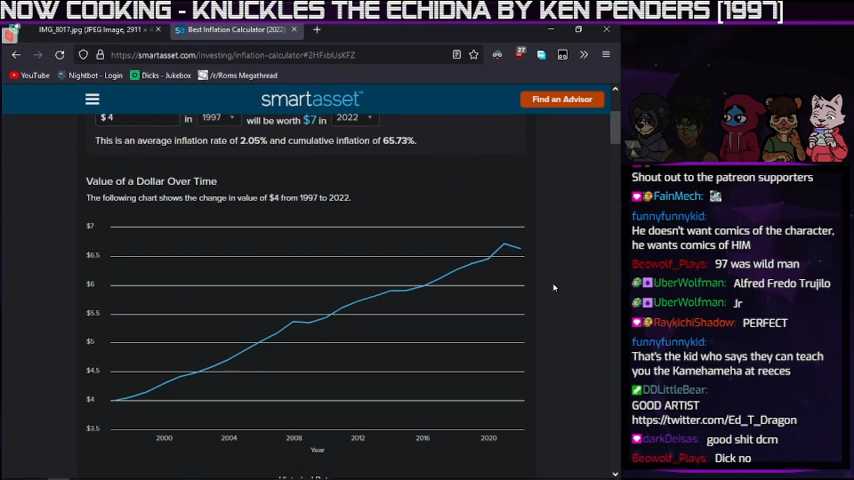 NOW COOKING - KNUCKLES THE ECHIDNA BY KEN PENDERS [1997]
IMG_8017.jpg (JPEG Image, 2911 ×
Best Inflation Calculator (2022)
https://smartasset.com/investing/inflation-calculator#2HFsbUsKFZ
27
YouTube
Nightbot - Login
Dicks - Jukebox
/r/Roms Megathread
smartasset™
Find an Advisor
$ 4 in 1997 will be worth $7 in 2022
This is an average inflation rate of 2.05% and cumulative inflation of 65.73%.
Value of a Dollar Over Time
The following chart shows the change in value of $4 from 1997 to 2022.
$7
$6.5
$6
$5.5
$5
$4.5
$4
$3.5
2000 2004 2008 2012 2016 2020
Year
Shout out to the patreon supporters
FainMech:
funnyfunnykid:
He doesn't want comics of the character,
he wants comics of HIM
Beowolf_Plays: 97 was wild man
UberWolfman: Alfred Fredo Trujilo
UberWolfman: Jr
RaykichiShadow: PERFECT
funnyfunnykid:
That's the kid who says they can teach
you the Kamehameha at reeces
DDLittleBear:
GOOD ARTIST
https://twitter.com/Ed_T_Dragon
darkDeisas: good shit dcm
Beowolf_Plays: Dick no